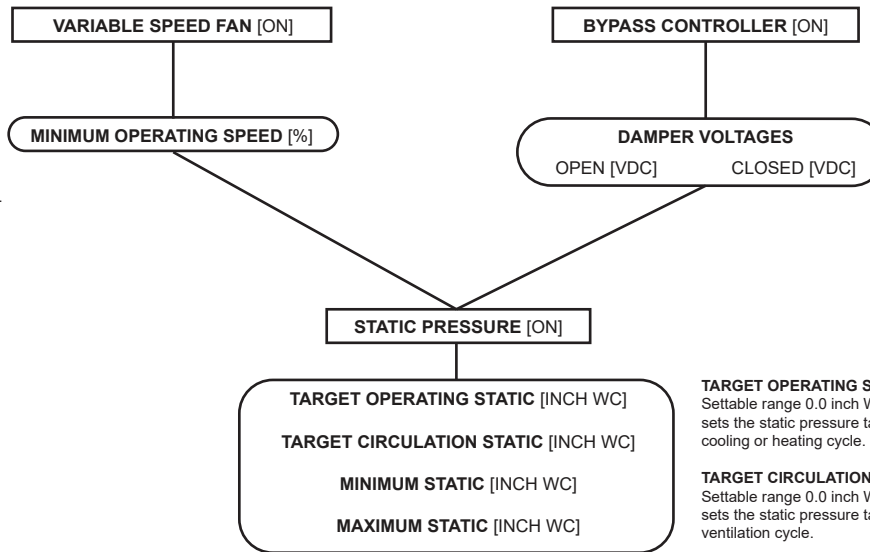 VARIABLE SPEED FAN [ON]
BYPASS CONTROLLER [ON]
MINIMUM OPERATING SPEED [%]
DAMPER VOLTAGES
OPEN [VDC] CLOSED [VDC]
STATIC PRESSURE [ON]
TARGET OPERATING STATIC [INCH WC]
TARGET CIRCULATION STATIC [INCH WC]
MINIMUM STATIC [INCH WC]
MAXIMUM STATIC [INCH WC]
TARGET OPERATING
Settable range 0.0 inch
sets the static pressure
cooling or heating cycle.
TARGET CIRCULATION
Settable range 0.0 inch
sets the static pressure
ventilation cycle.